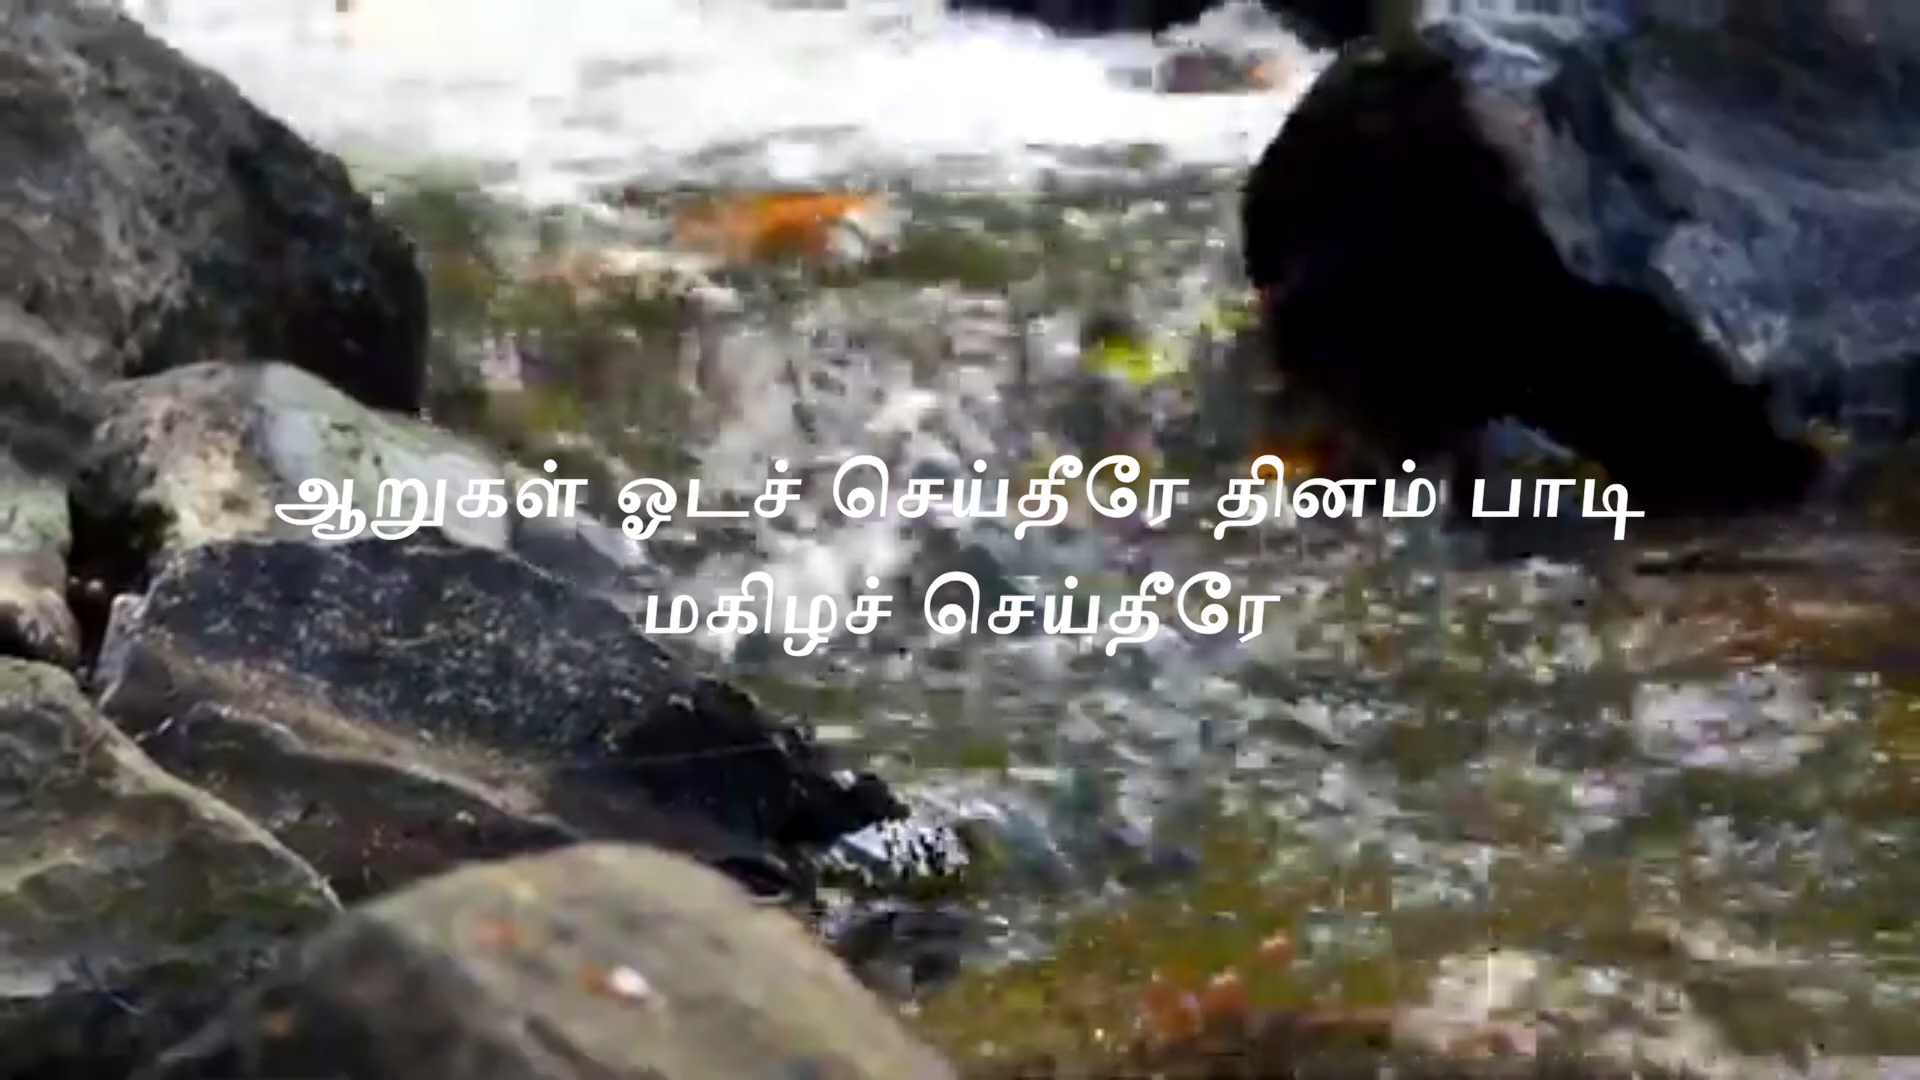 ஆறுகள் ஓடச் செய்தீரே தினம் பாடி
மகிழச் செய்தீரே